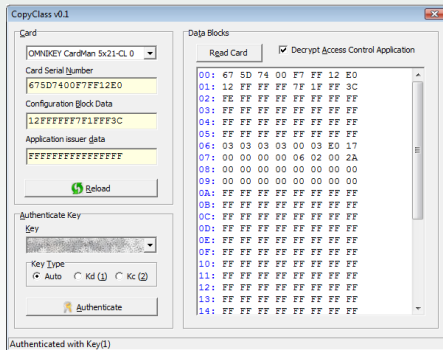 CopyClass v0.1
Card
OMNIKEY CardMan 5x21-CL 0
Card Serial Number
675D7400F7FF12E0
Configuration Block Data
12FFFFFF7F1FFF3C
Application issuer data
FFFFFFFFFFFFFFFF
Reload
Authenticate Key
Key
Key Type
Auto Kd (1) Kc (2)
Authenticate
Data Blocks
Read Card Decrypt Access Control Application
00: 67 5D 74 00 F7 FF 12 E0
01: 12 FF FF FF 7F 1F FF 3C
02: FE FF FF FF FF FF FF FF
03: FF FF FF FF FF FF FF FF
04: FF FF FF FF FF FF FF FF
05: FF FF FF FF FF FF FF FF
06: 03 03 03 03 00 03 E0 17
07: 00 00 00 00 06 02 00 2A
08: 00 00 00 00 00 00 00 00
09: 00 00 00 00 00 00 00 00
0A: FF FF FF FF FF FF FF FF
0B: FF FF FF FF FF FF FF FF
0C: FF FF FF FF FF FF FF FF
0D: FF FF FF FF FF FF FF FF
0E: FF FF FF FF FF FF FF FF
0F: FF FF FF FF FF FF FF FF
10: FF FF FF FF FF FF FF FF
11: FF FF FF FF FF FF FF FF
12: FF FF FF FF FF FF FF FF
13: FF FF FF FF FF FF FF FF
14: FF FF FF FF FF FF FF FF
Authenticated with Key(1)